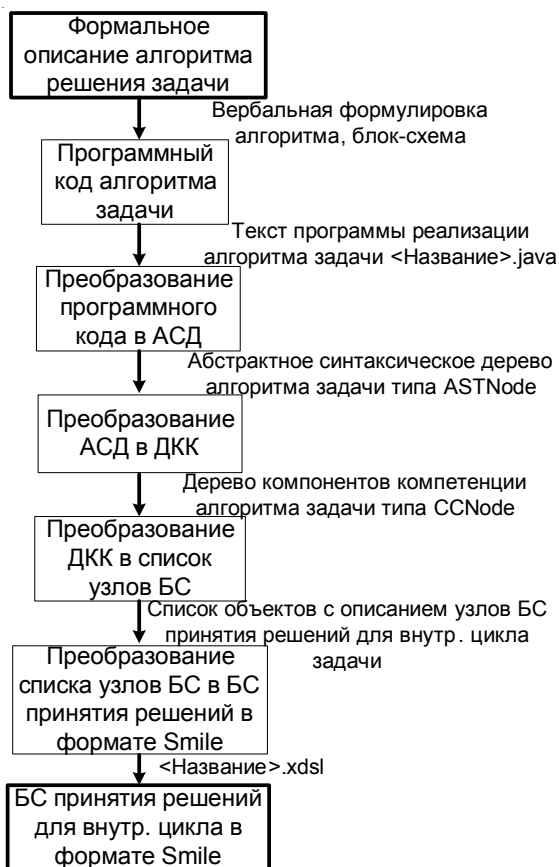 Формальное
описание алгоритма
решения задачи
Вербальная формулировка
алгоритма, блок-схема
Программный
код алгоритма
задачи
Текст программы реализации
алгоритма задачи <Название>.java
Преобразование
программного
кода в АСД
Абстрактное синтаксическое дерево
алгоритма задачи типа ASTNode
Преобразование
АСД в ДКК
Дерево компонентов компетенции
алгоритма задачи типа CCNode
Преобразование
ДКК в список
узлов БС
Список объектов с описанием узлов БС
принятия решений для внутр. цикла
задачи
Преобразование
списка узлов БС в БС
принятия решений в
формате Smile
<Название>.xdsl
БС принятия решений
для внутр. цикла в
формате Smile